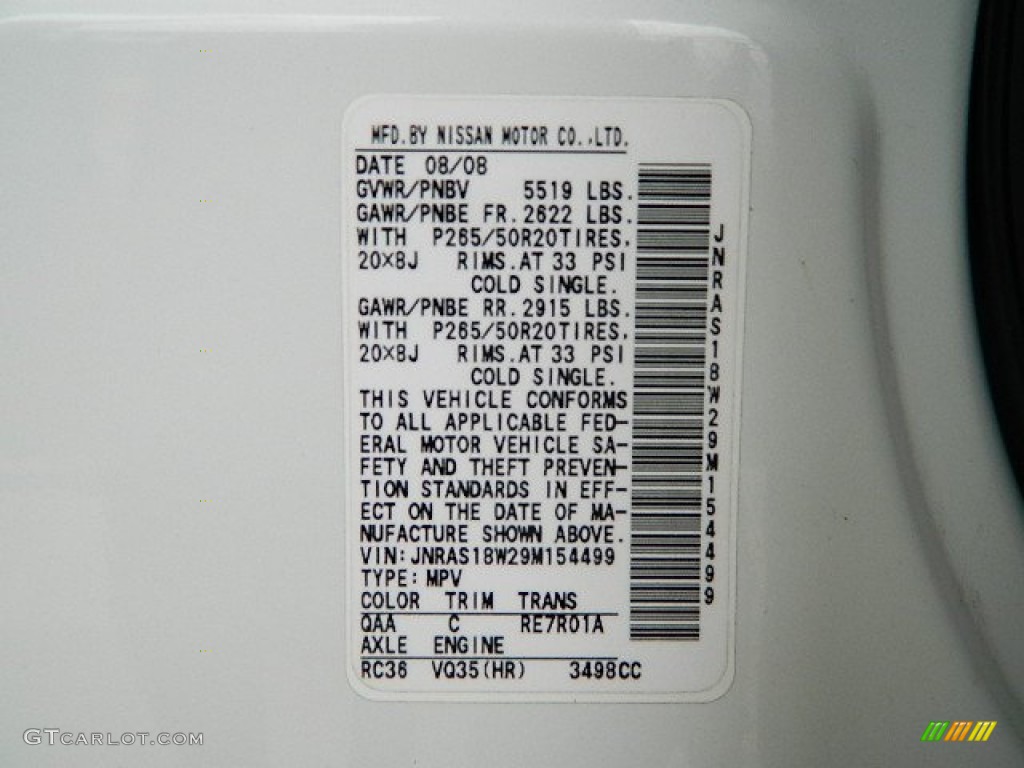 MFD.BY NISSAN MOTOR CO.,LTD.
DATE 08/08
GVWR/PNBV 5519 LBS.
GAWR/PNBE FR.2622 LBS.
WITH P265/50R20TIRES.
20×8J RIMS.AT 33 PSI
COLD SINGLE.
GAWR/PNBE RR.2915 LBS.
WITH P265/50R20TIRES.
20×8J RIMS.AT 33 PSI
COLD SINGLE.
THIS VEHICLE CONFORMS
TO ALL APPLICABLE FED-
ERAL MOTOR VEHICLE SA-
FETY AND THEFT PREVEN-
TION STANDARDS IN EFF-
ECT ON THE DATE OF MA-
NUFACTURE SHOWN ABOVE.
VIN:JNRAS18W29M154499
TYPE:MPV
COLOR TRIM TRANS
QAA C RE7R01A
AXLE ENGINE
RC36 VQ35(HR) 3498CC
JNRAS18W29M154499
GTCARLOT.COM